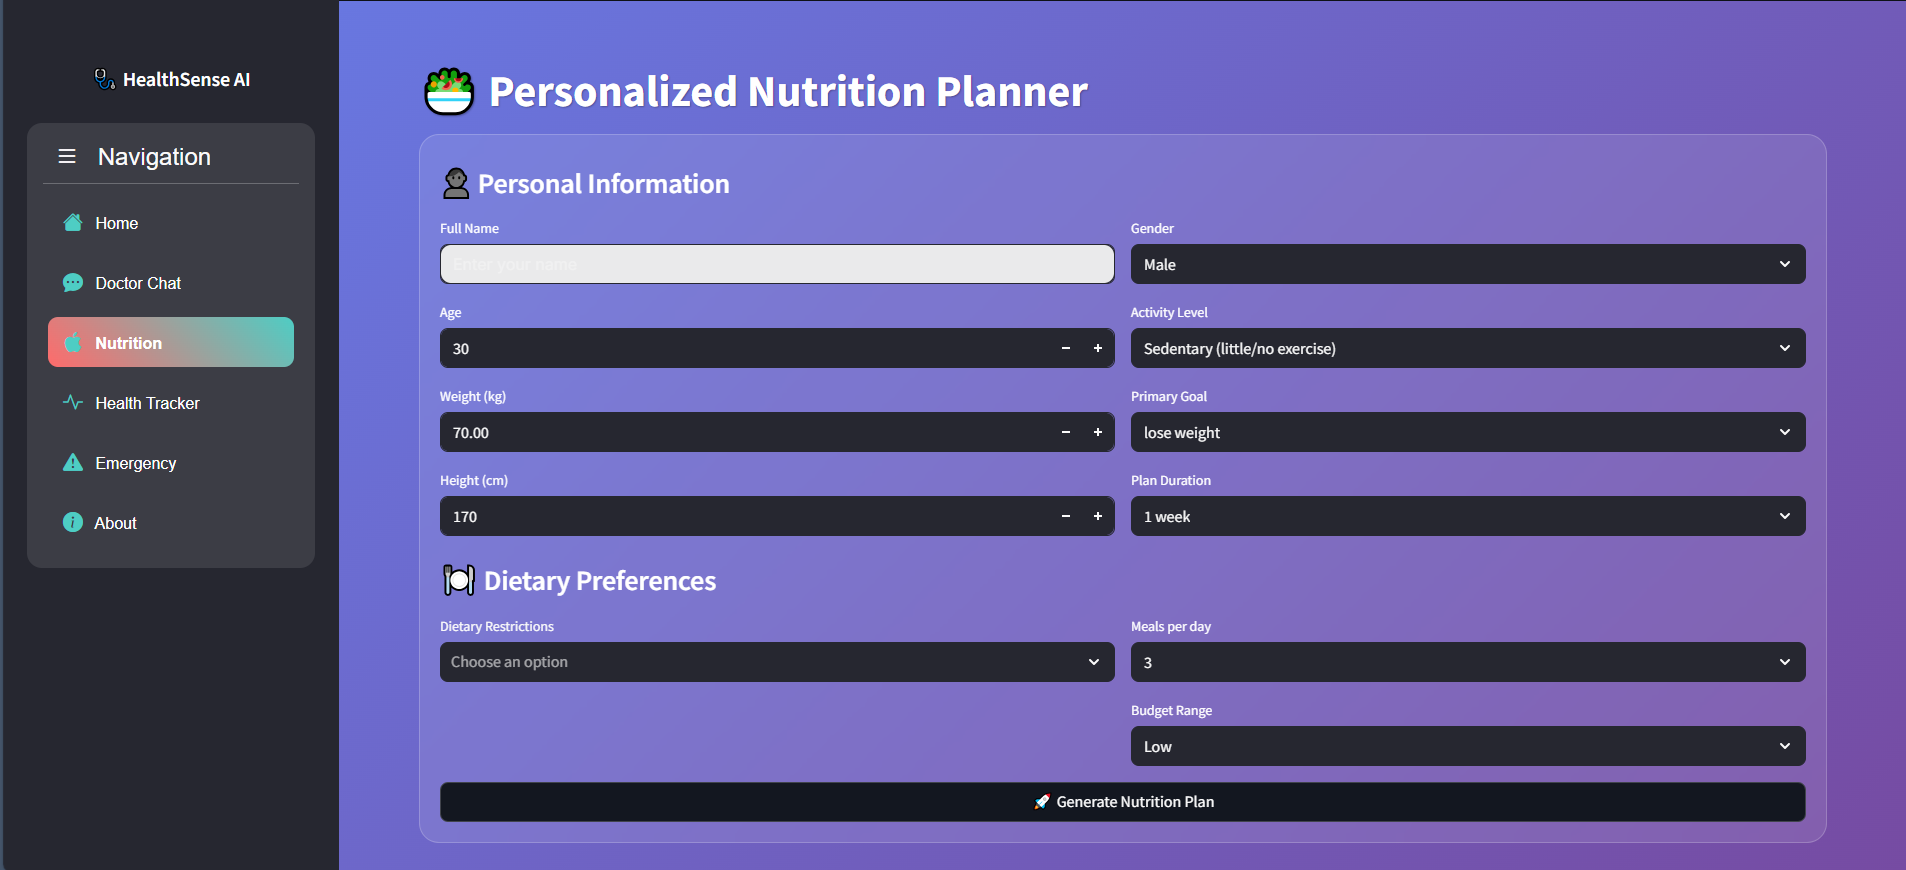 HealthSense AI
Navigation
Home
Doctor Chat
Nutrition
Health Tracker
Emergency
About
Personalized Nutrition Planner
Personal Information
Full Name
Enter your name
Gender
Male
Age
30
Activity Level
Sedentary (little/no exercise)
Weight (kg)
70.00
Primary Goal
lose weight
Height (cm)
170
Plan Duration
1 week
Dietary Preferences
Dietary Restrictions
Choose an option
Meals per day
3
Budget Range
Low
Generate Nutrition Plan